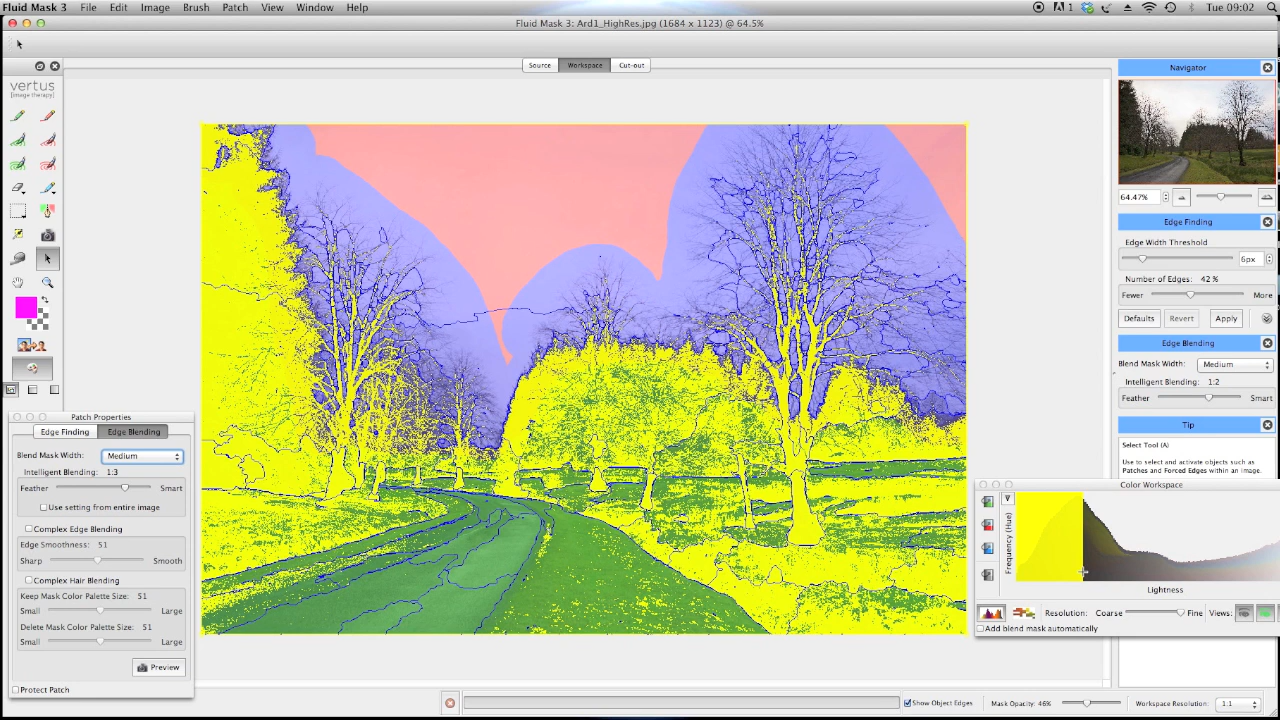 Fluid Mask 3 File Edit Image Brush Patch View Window Help
1 Tue 09:02
Fluid Mask 3: Ard1_HighRes.jpg (1684 x 1123) @ 64.5%
Source Workspace Cut-out
vertus
{image therapy}
Navigator
64.47%
Edge Finding
Edge Width Threshold
6px
Number of Edges: 42 %
Fewer More
Defaults Revert Apply
Edge Blending
Blend Mask Width: Medium
Intelligent Blending: 1:2
Feather Smart
Tip
Select Tool (A)
Use to select and activate objects such as
Patches and Forced Edges within an image.
Patch Properties
Edge Finding Edge Blending
Blend Mask Width: Medium
Intelligent Blending: 1:3
Feather Smart
Use setting from entire image
Complex Edge Blending
Edge Smoothness: 51
Sharp Smooth
Complex Hair Blending
Keep Mask Color Palette Size: 51
Small Large
Delete Mask Color Palette Size: 51
Small Large
Preview
Protect Patch
Color Workspace
Frequency (Hue)
Lightness
Resolution: Coarse Fine Views:
Add blend mask automatically
Show Object Edges Mask Opacity: 46% Workspace Resolution: 1:1